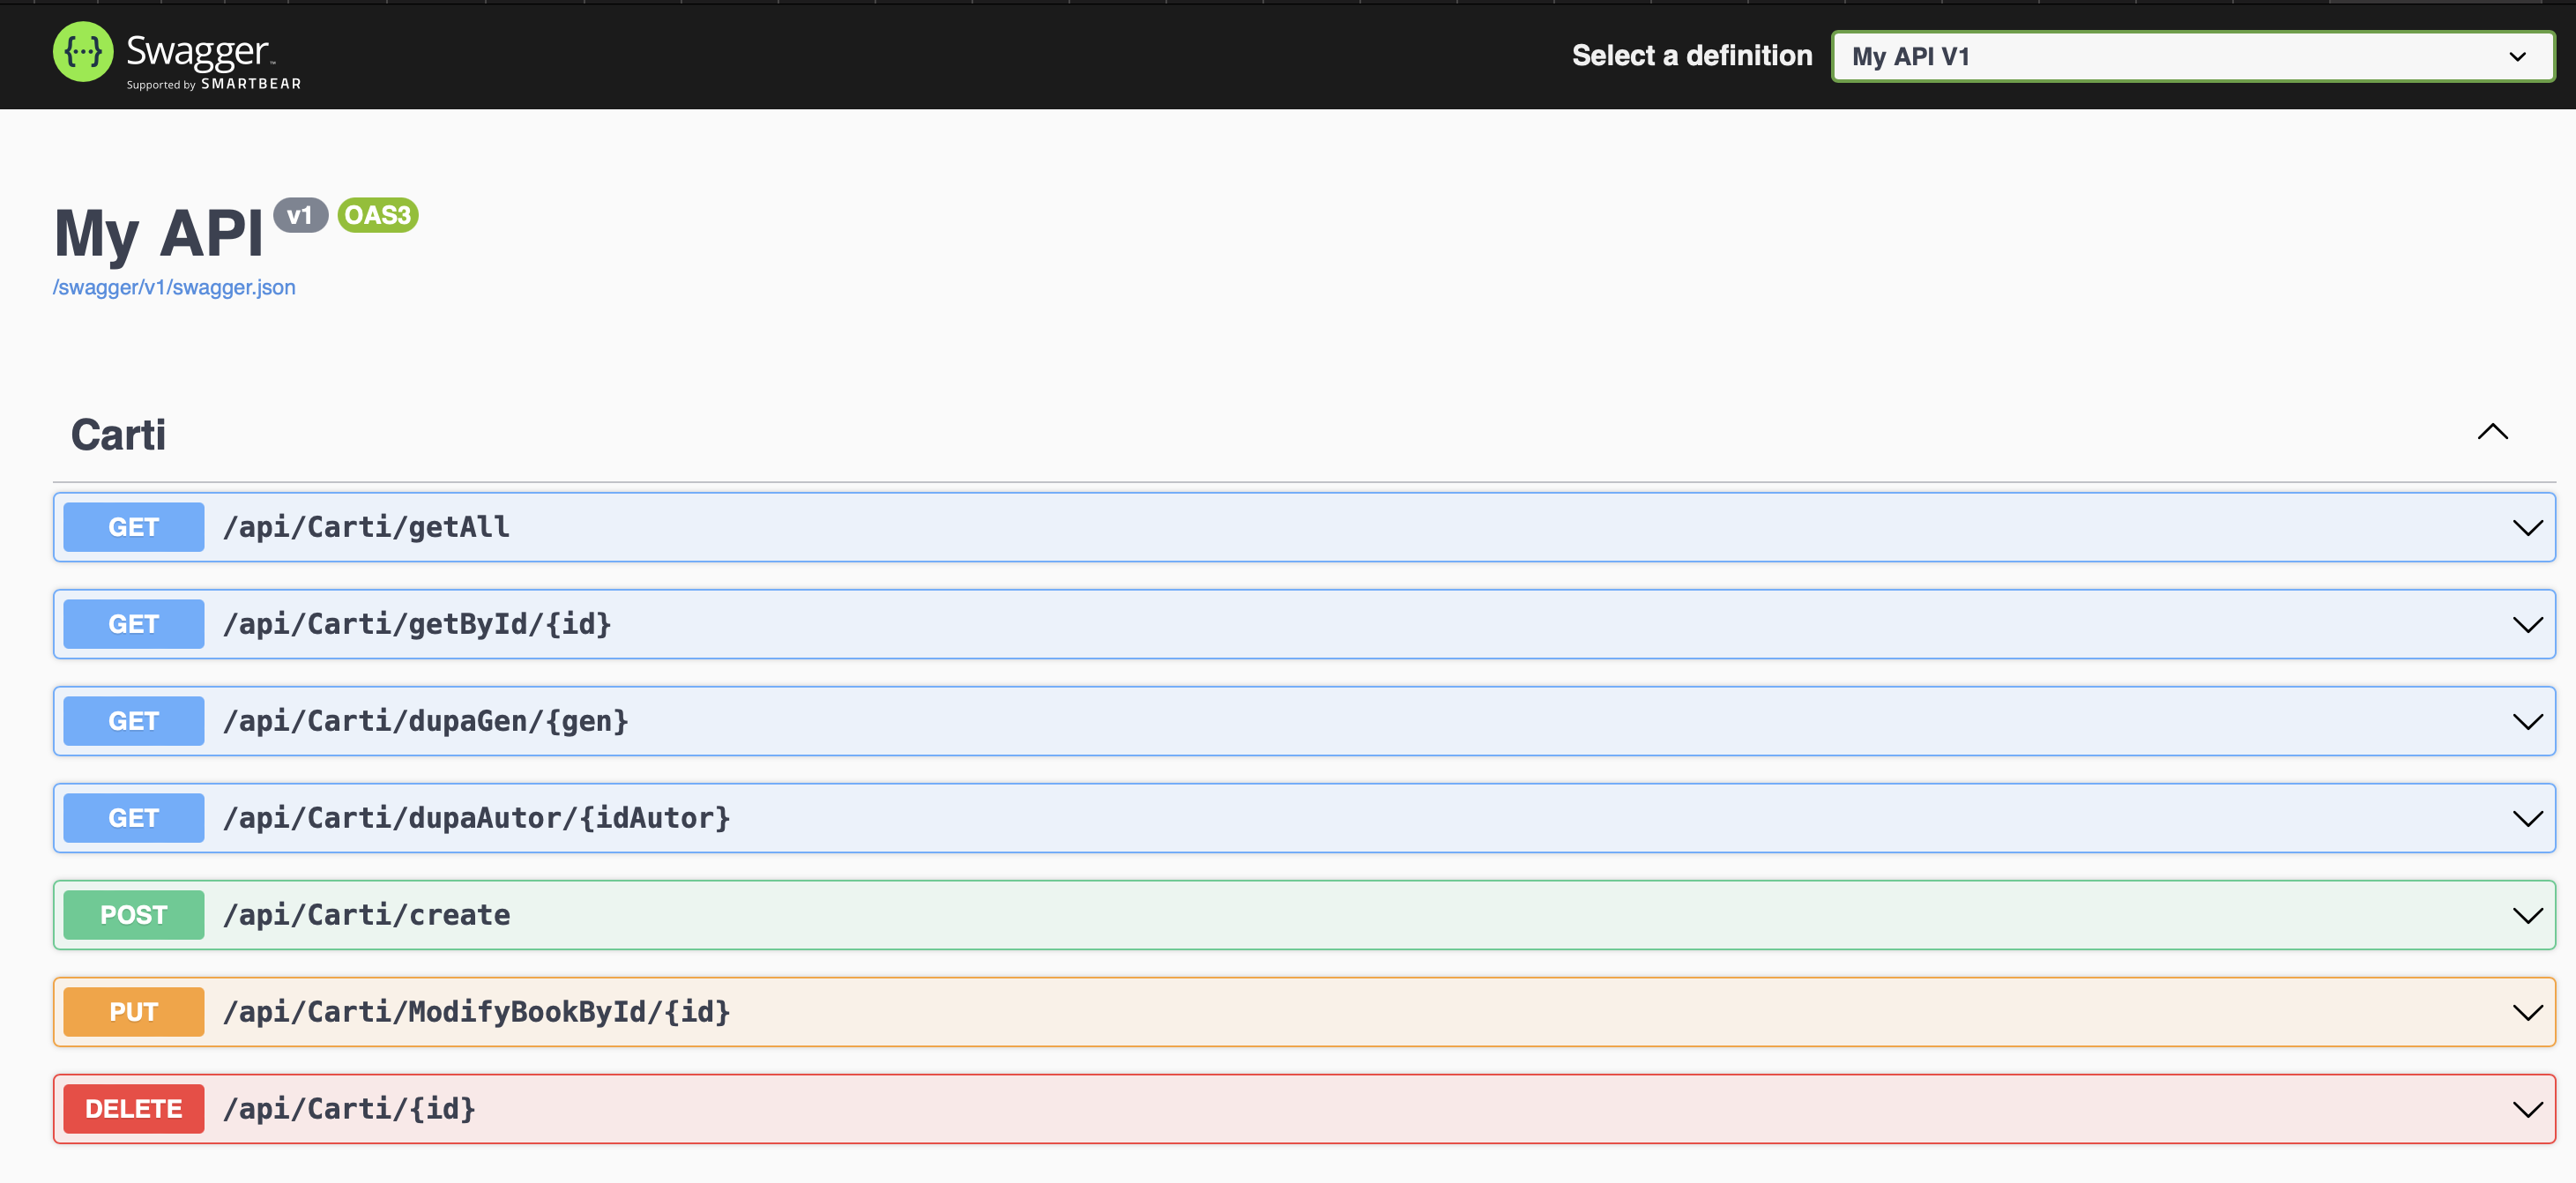 {···} Swagger™
Supported by SMARTBEAR
Select a definition
My API V1
My API v1 OAS3
/swagger/v1/swagger.json
Carti
GET /api/Carti/getAll
GET /api/Carti/getById/{id}
GET /api/Carti/dupaGen/{gen}
GET /api/Carti/dupaAutor/{idAutor}
POST /api/Carti/create
PUT /api/Carti/ModifyBookById/{id}
DELETE /api/Carti/{id}